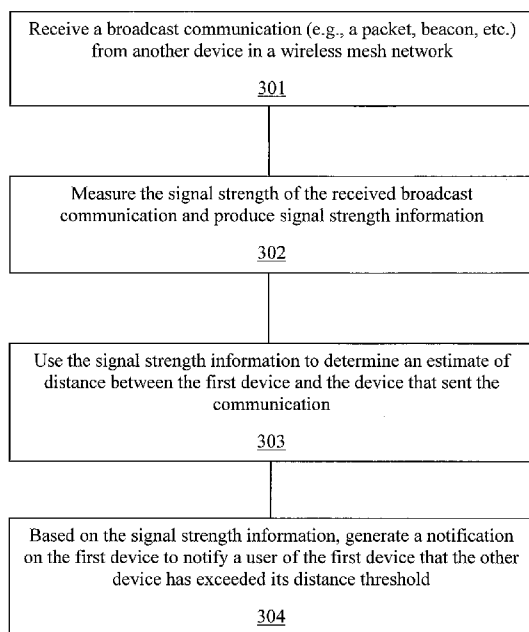 Receive a broadcast communication (e.g., a packet, beacon, etc.)
from another device in a wireless mesh network
301
Measure the signal strength of the received broadcast
communication and produce signal strength information
302
Use the signal strength information to determine an estimate of
distance between the first device and the device that sent the
communication
303
Based on the signal strength information, generate a notification
on the first device to notify a user of the first device that the other
device has exceeded its distance threshold
304